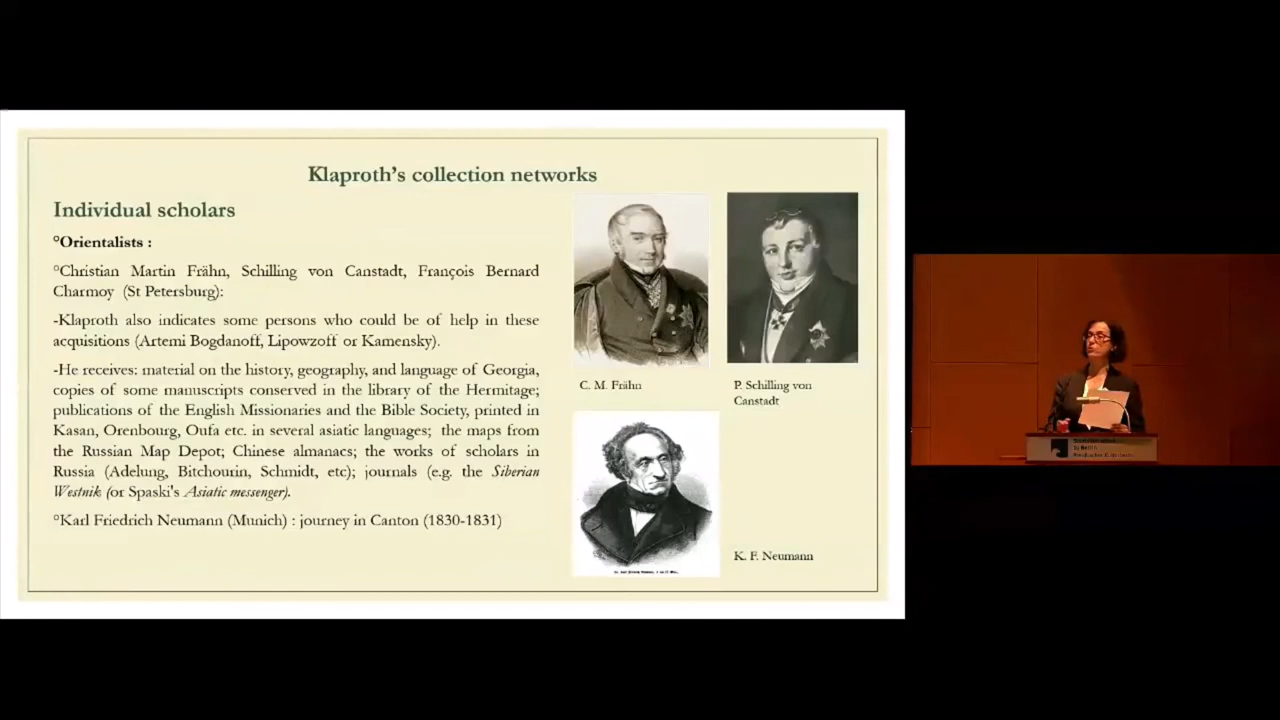 Klaproth's collection networks
Individual scholars
°Orientalists :
°Christian Martin Frähn, Schilling von Canstadt, François Bernard
Charmoy (St Petersburg):
-Klaproth also indicates some persons who could be of help in these
acquisitions (Artemi Bogdanoff, Lipowzoff or Kamensky).
-He receives: material on the history, geography, and language of Georgia,
copies of some manuscripts conserved in the library of the Hermitage;
publications of the English Missionaries and the Bible Society, printed in
Kasan, Orenbourg, Oufa etc. in several asiatic languages; the maps from
the Russian Map Depot; Chinese almanacs; the works of scholars in
Russia (Adelung, Bitchourin, Schmidt, etc); journals (e.g. the Siberian
Westnik (or Spaski's Asiatic messenger).
°Karl Friedrich Neumann (Munich) : journey in Canton (1830-1831)
C. M. Frähn
P. Schilling von
Canstadt
K. F. Neumann